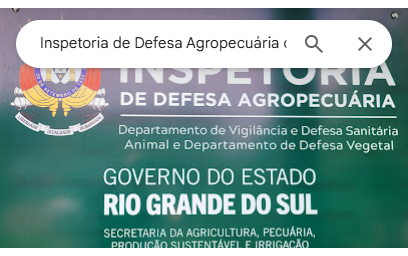 Inspetoria de Defesa Agropecuária
INSPETORIA
DE DEFESA AGROPECUÁRIA
Departamento de Vigilância e Defesa Sanitária
Animal e Departamento de Defesa Vegetal
GOVERNO DO ESTADO
RIO GRANDE DO SUL
SECRETARIA DA AGRICULTURA, PECUÁRIA,
PRODUÇÃO SUSTENTÁVEL E IRRIGAÇÃO